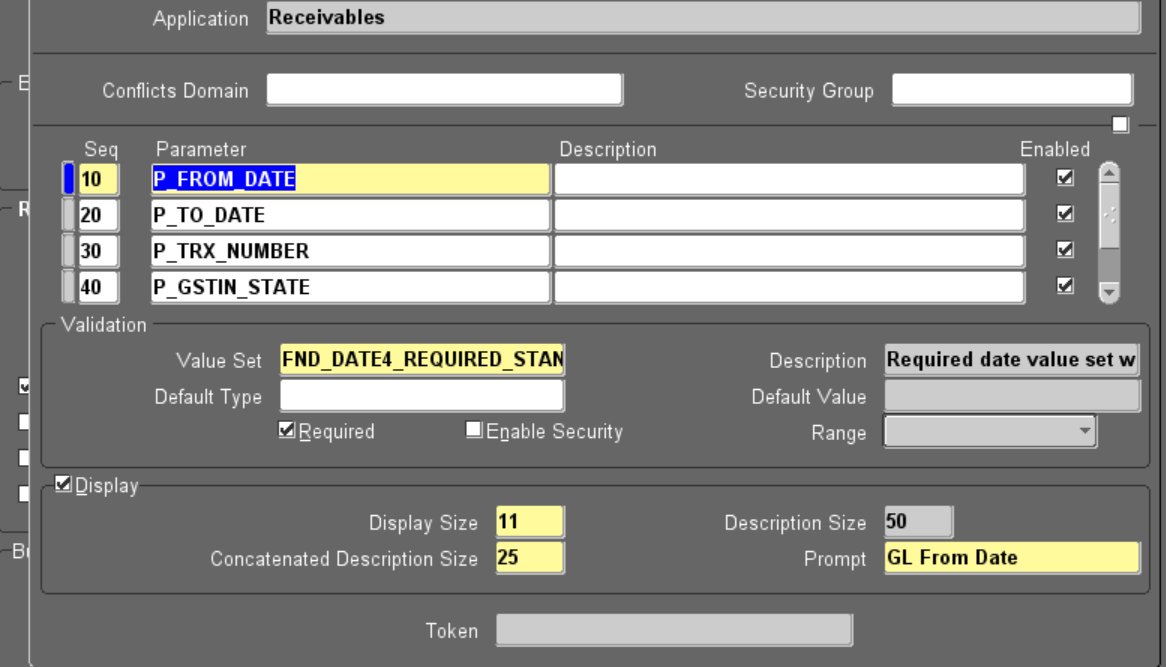 Application Receivables
Conflicts Domain Security Group
Seq Parameter Description Enabled
10 P_FROM_DATE
20 P_TO_DATE
30 P_TRX_NUMBER
40 P_GSTIN_STATE
Validation
Value Set FND_DATE4_REQUIRED_STAN Description Required date value set w
Default Type Default Value
Required Enable Security Range
Display
Display Size 11 Description Size 50
Concatenated Description Size 25 Prompt GL From Date
Token